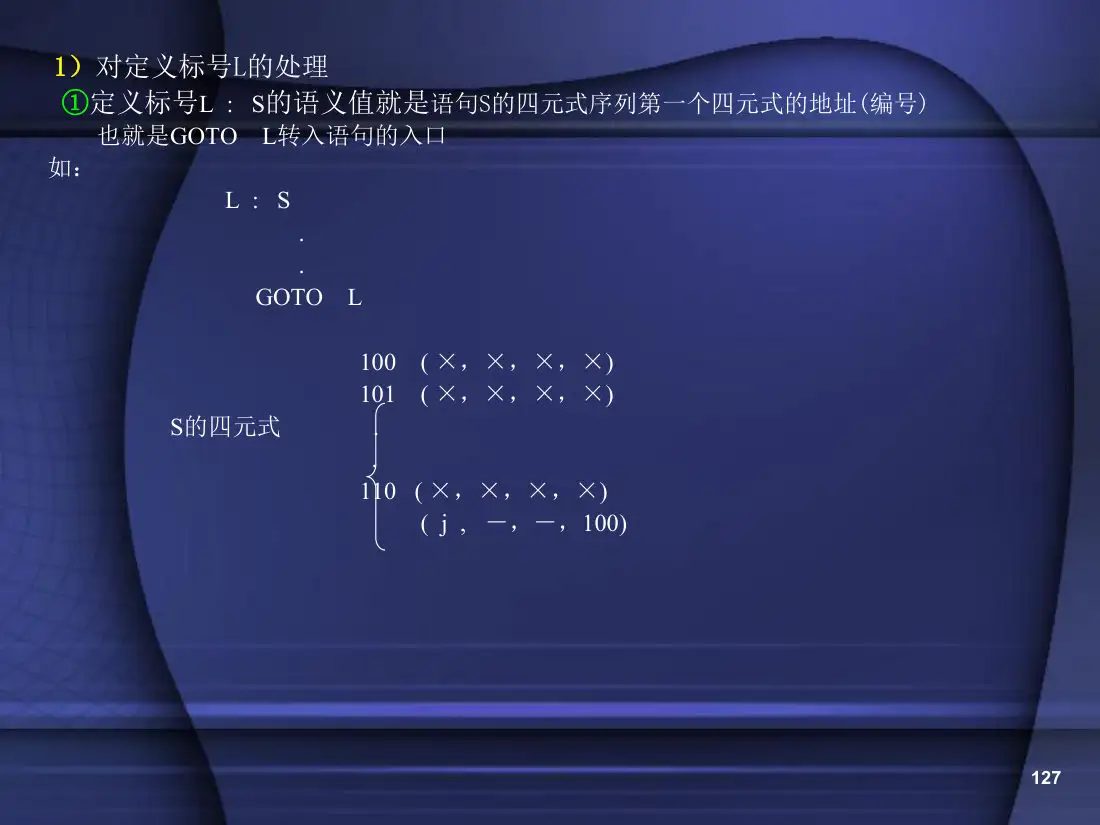 1）对定义标号L的处理
①定义标号L : S的语义值就是语句S的四元式序列第一个四元式的地址(编号)
也就是GOTO L转入语句的入口
如:
L : S
.
.
GOTO L
100 ( ×, ×, ×, ×)
101 ( ×, ×, ×, ×)
S的四元式 .
.
110 ( ×, ×, ×, ×)
( j , －, －, 100)
127